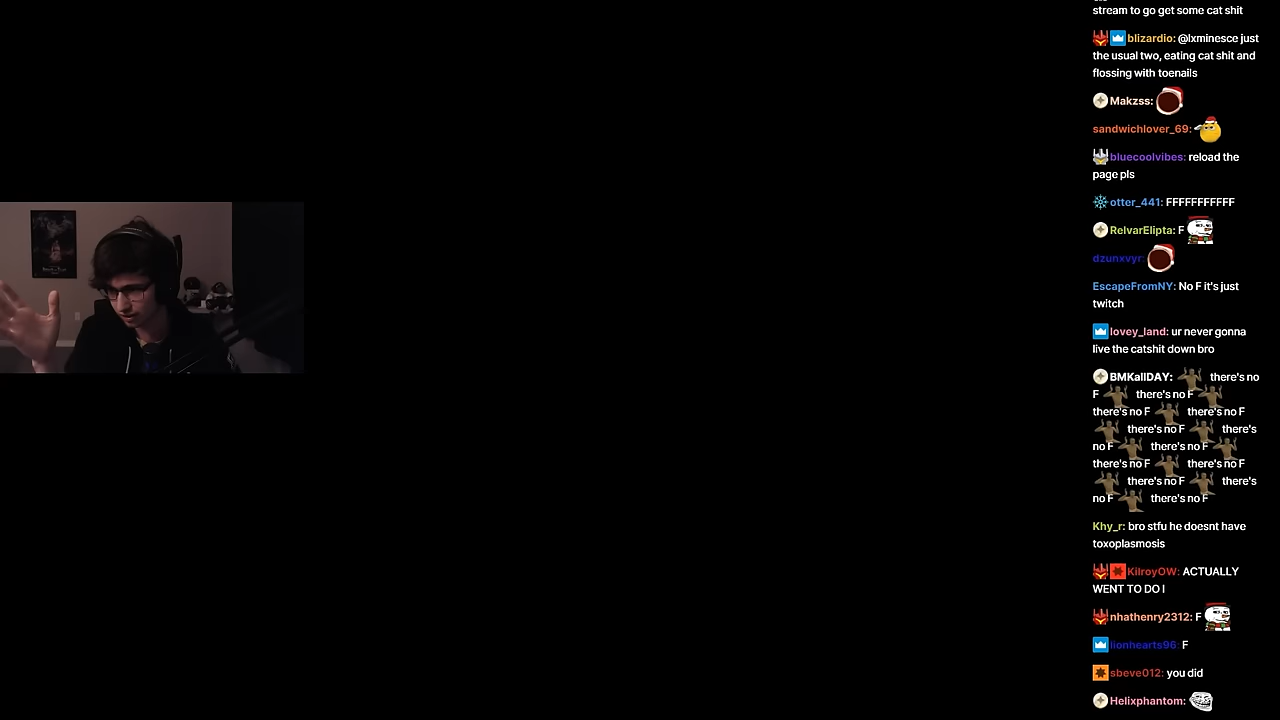 stream to go get some cat shit
blizardio: @lxminesce just
the usual two, eating cat shit and
flossing with toenails
Makzss:
sandwichlover_69:
bluecoolvibes: reload the
page pls
otter_441: FFFFFFFFFFF
RelvarElipta: F
dzunxvyr:
EscapeFromNY: No F it's just
twitch
lovey_land: ur never gonna
live the catshit down bro
BMKallDAY: there's no
F there's no F
there's no F there's no F
there's no F there's
no F there's no F
there's no F there's no F
there's no F there's
no F there's no F
Khy_r: bro stfu he doesnt have
toxoplasmosis
KilroyOW: ACTUALLY
WENT TO DO I
nhathenry2312: F
lionhearts96: F
sbeve012: you did
Helixphantom: